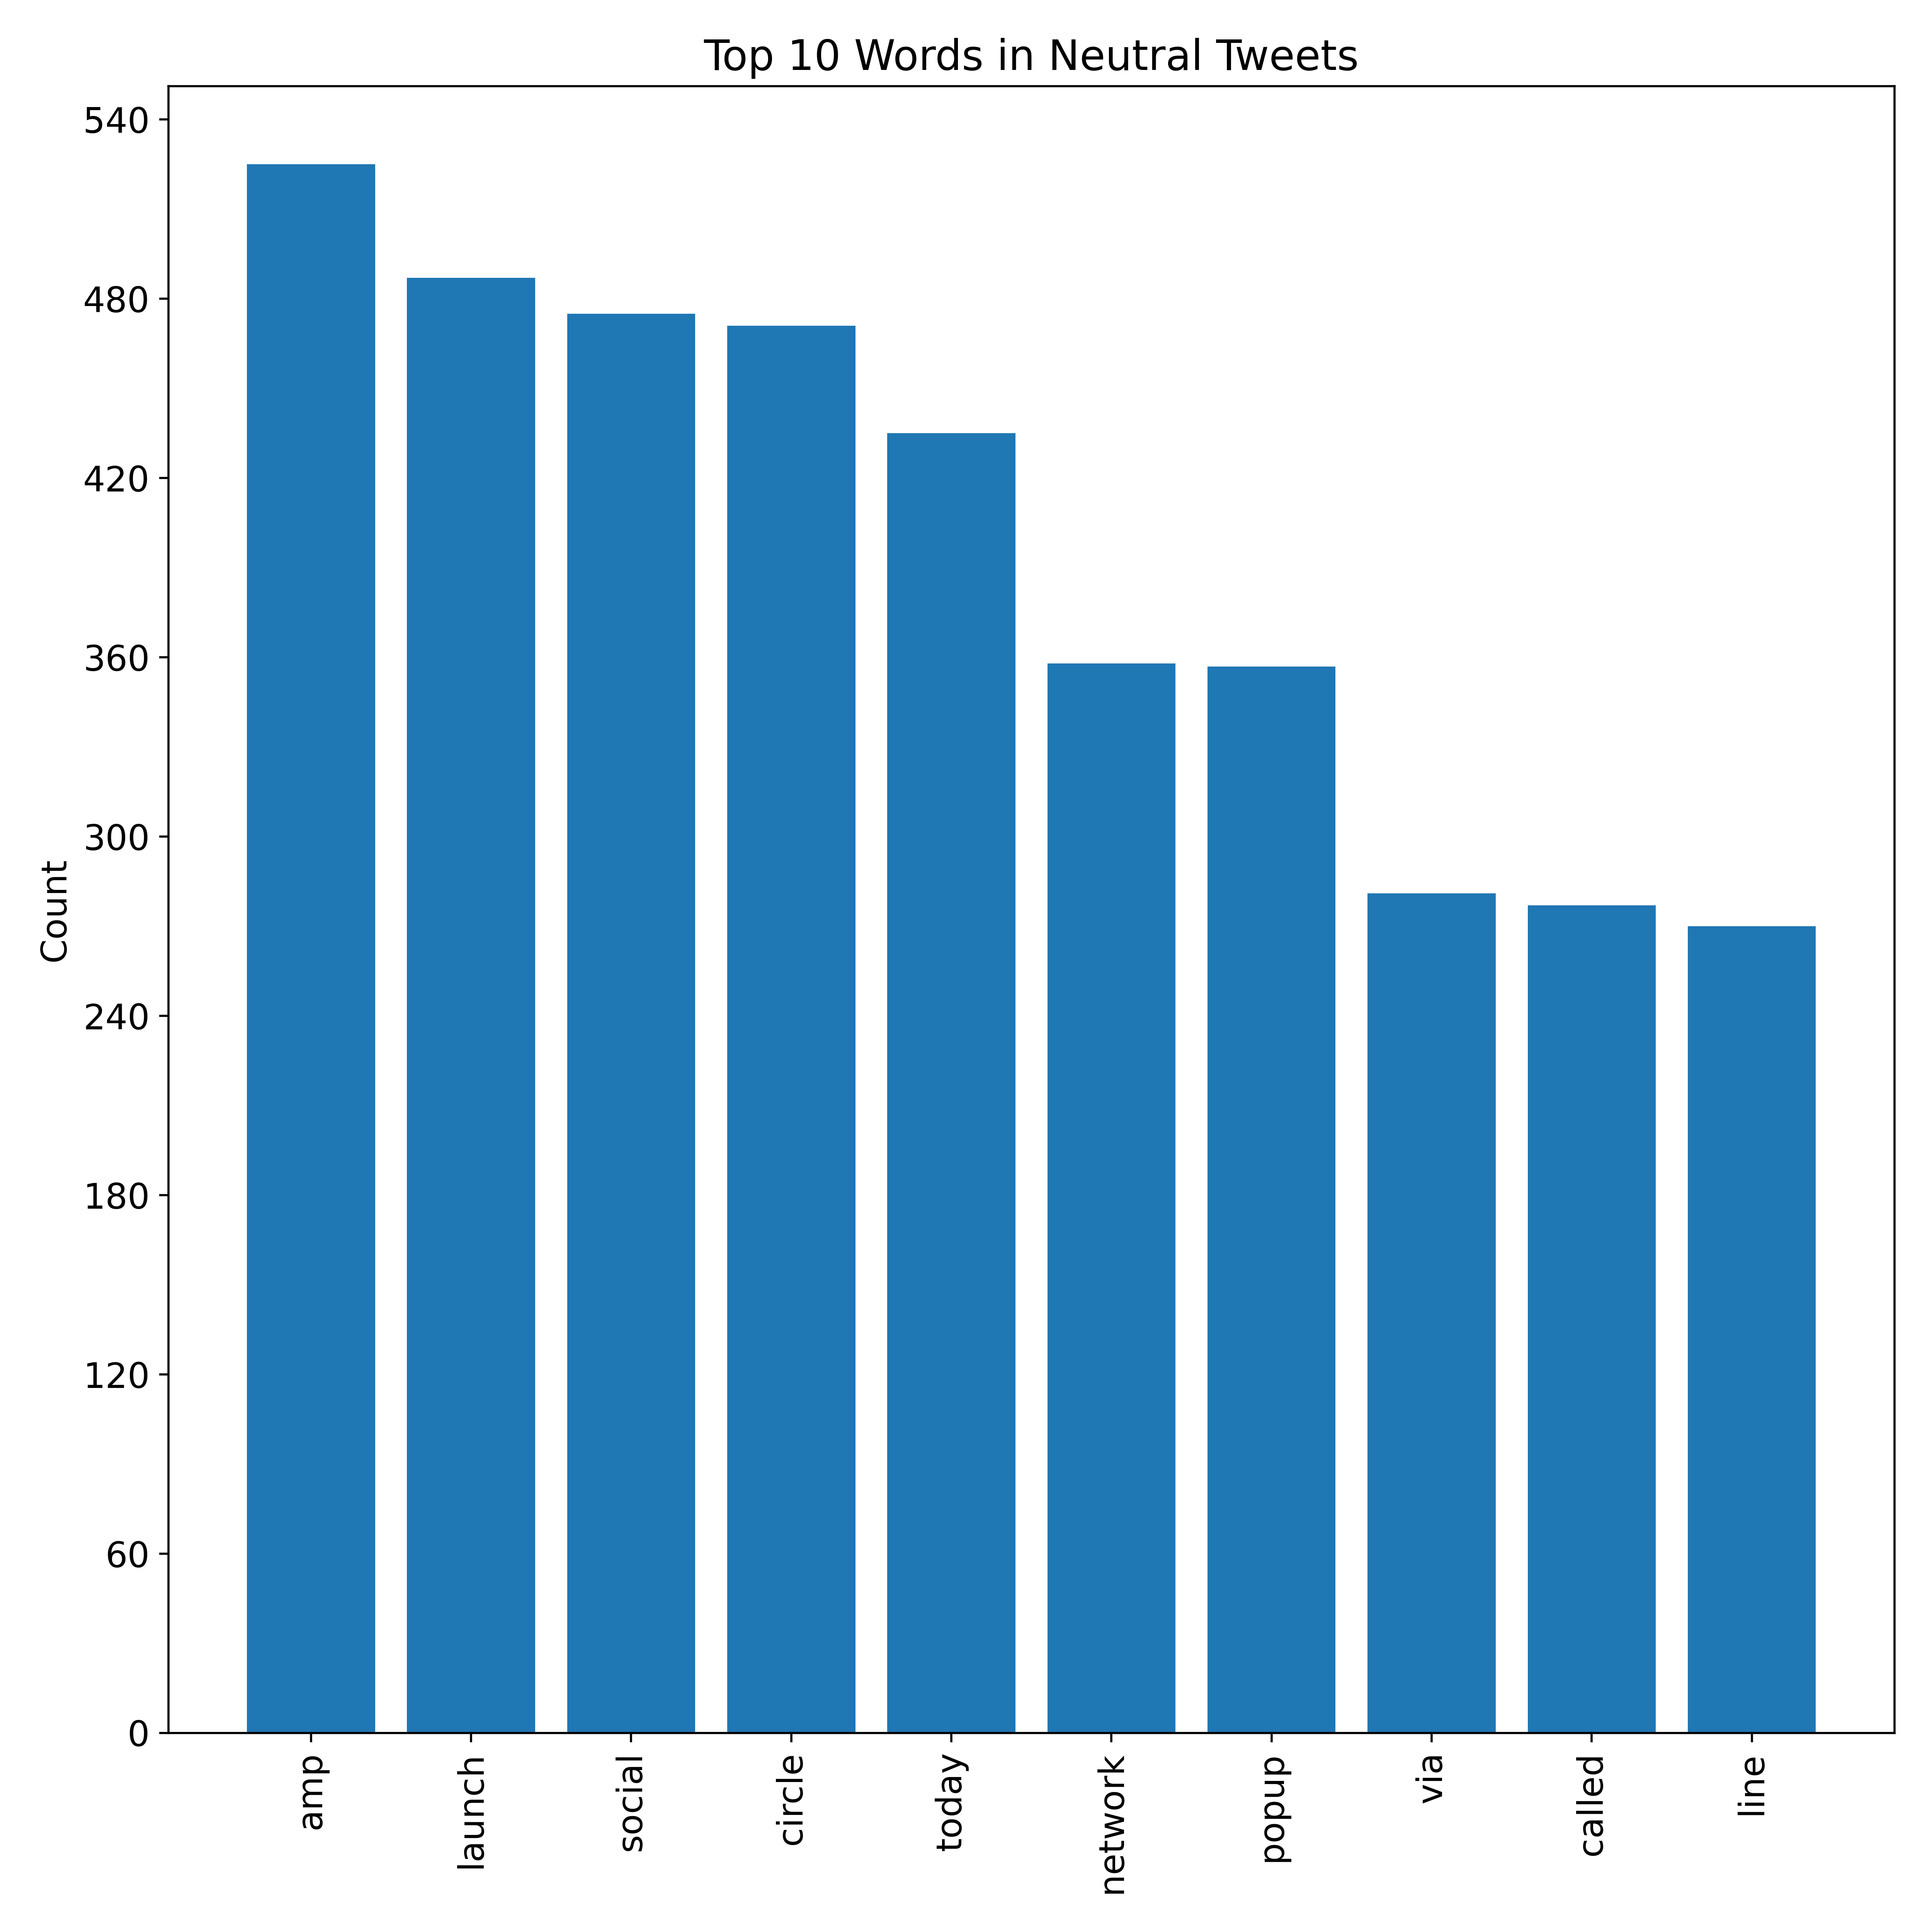 Top 10 Words in Neutral Tweets
Count
540
480
420
360
300
240
180
120
60
0
amp
launch
social
circle
today
network
popup
via
called
line